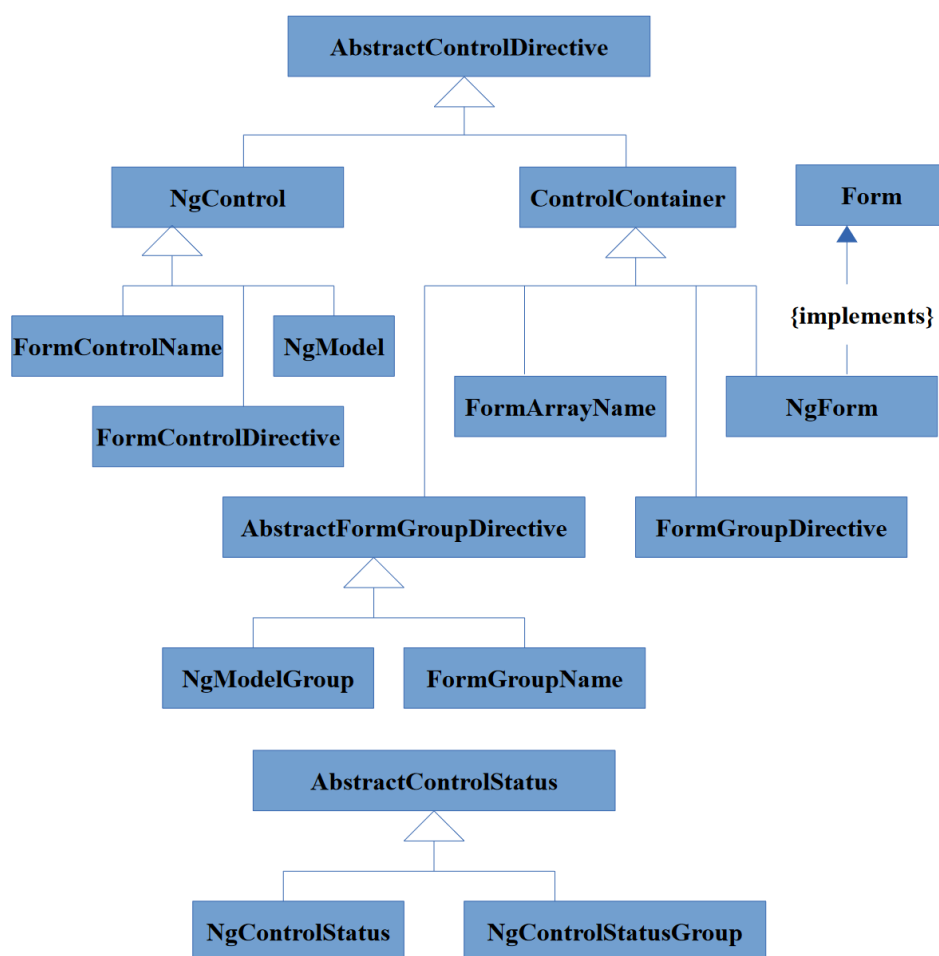 AbstractControlDirective
NgControl
ControlContainer
Form
{implements}
FormControlName
NgModel
FormArrayName
NgForm
FormControlDirective
AbstractFormGroupDirective
FormGroupDirective
NgModelGroup
FormGroupName
AbstractControlStatus
NgControlStatus
NgControlStatusGroup